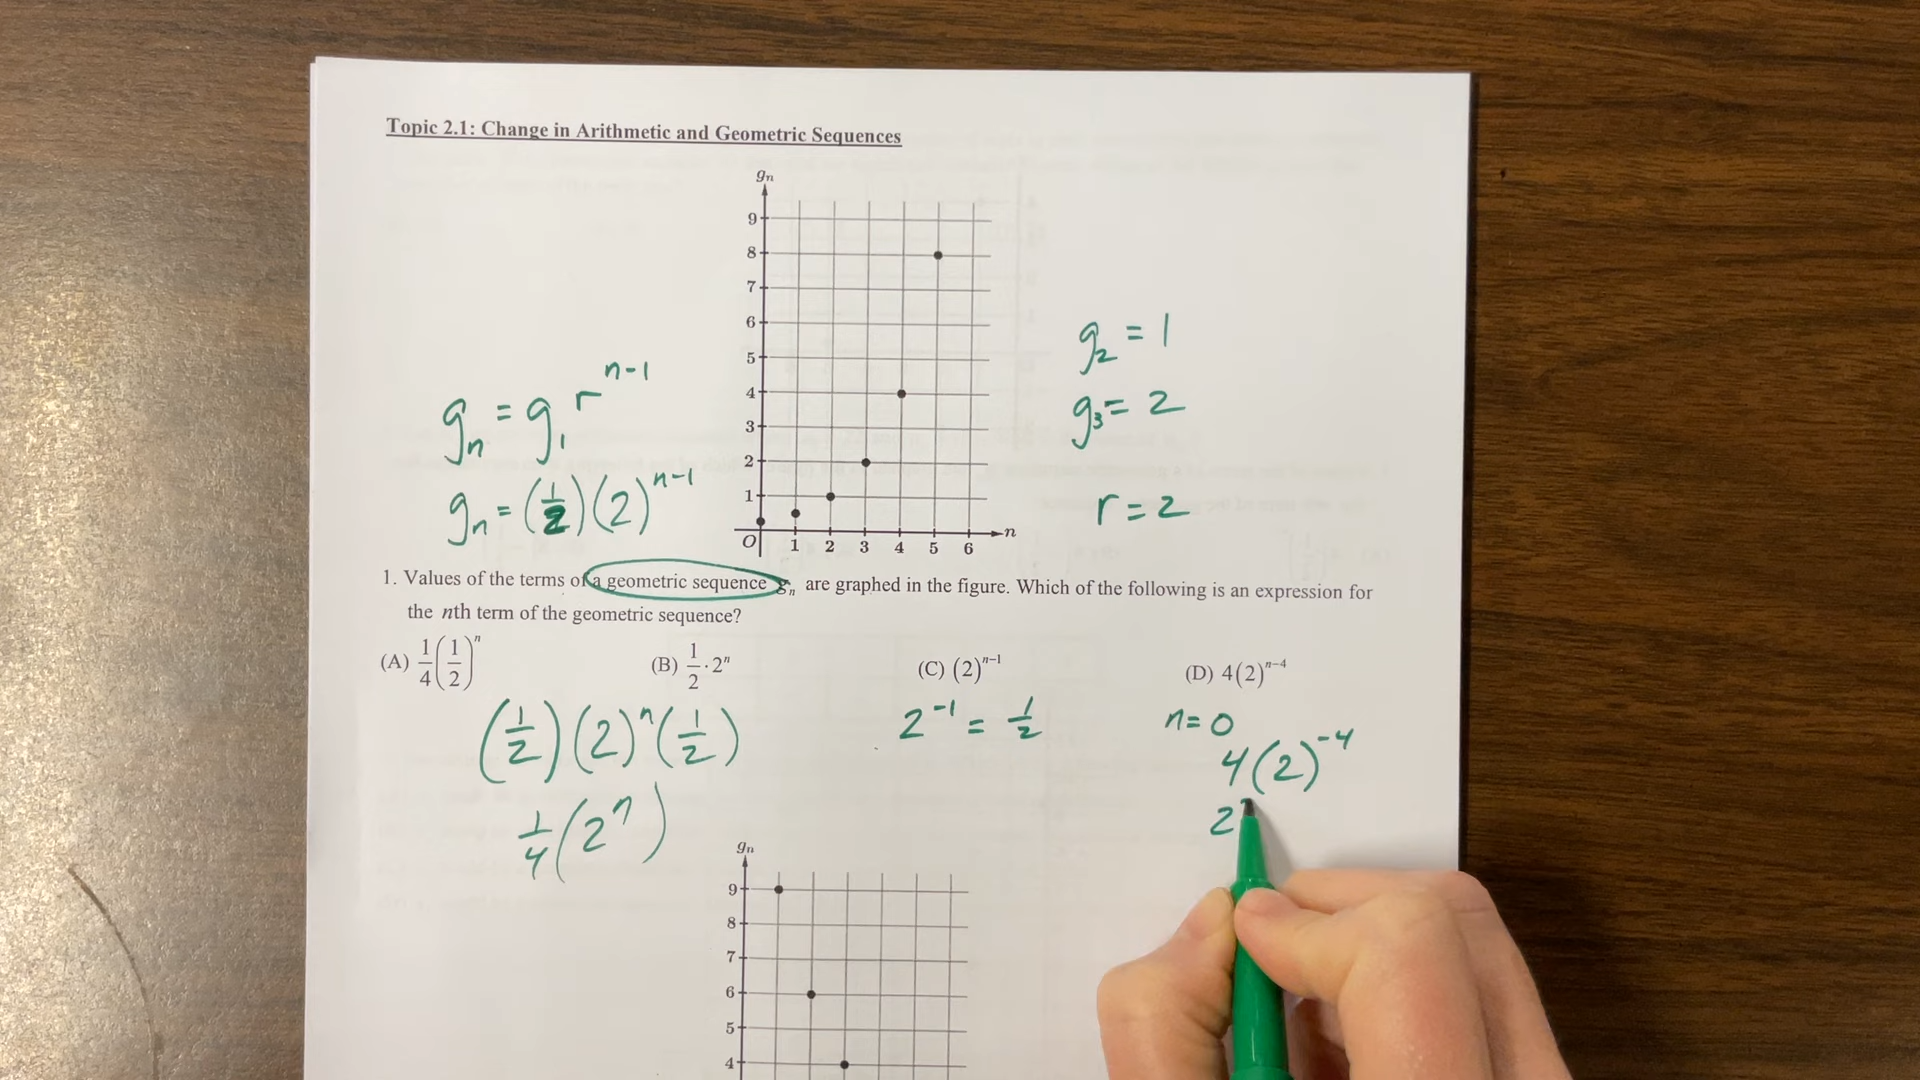 Topic 2.1: Change in Arithmetic and Geometric Sequences
gₙ
9
8
7
6
5
4
3
2
1
O 1 2 3 4 5 6 n
gₙ = g₁ rⁿ⁻¹
gₙ = (1/2)(2)ⁿ⁻¹
g₂ = 1
g₃ = 2
r = 2
1. Values of the terms of a geometric sequence gₙ are graphed in the figure. Which of the following is an expression for
the nth term of the geometric sequence?
(A) 1/4(1/2)ⁿ (B) 1/2 · 2ⁿ (C) (2)ⁿ⁻¹ (D) 4(2)ⁿ⁻⁴
(1/2)(2)ⁿ(1/2)
1/4(2ⁿ)
2⁻¹ = 1/2
n = 0
4(2)⁻⁴
2
gₙ
9
8
7
6
5
4